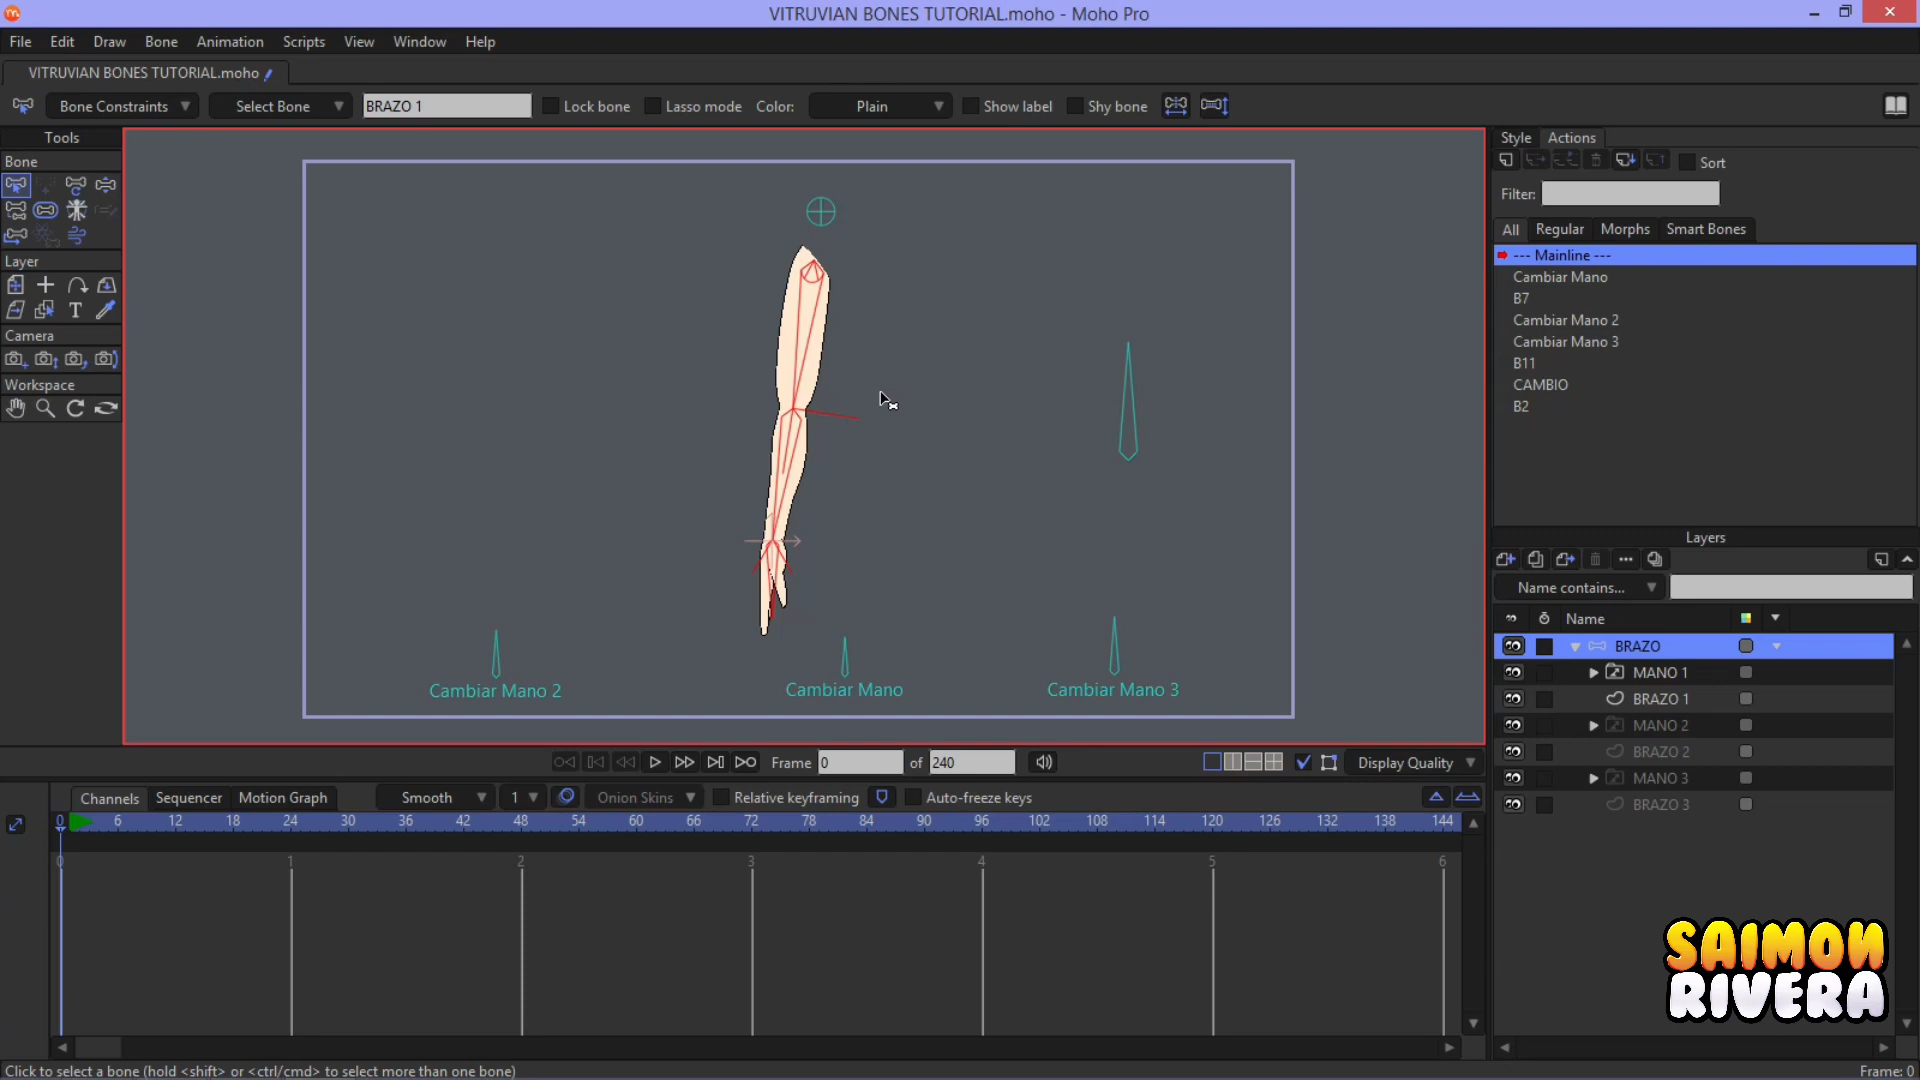 VITRUVIAN BONES TUTORIAL.moho - Moho Pro
File Edit Draw Bone Animation Scripts View Window Help
VITRUVIAN BONES TUTORIAL.moho
Bone Constraints Select Bone BRAZO 1 Lock bone Lasso mode Color: Plain Show label Shy bone
Tools
Bone
Layer
T
Camera
Workspace
Cambiar Mano 2
Cambiar Mano
Cambiar Mano 3
Style Actions
Sort
Filter:
All Regular Morphs Smart Bones
--- Mainline ---
Cambiar Mano
B7
Cambiar Mano 2
Cambiar Mano 3
B11
CAMBIO
B2
Layers
Name contains...
Name
BRAZO
MANO 1
BRAZO 1
MANO 2
BRAZO 2
MANO 3
BRAZO 3
Frame 0 of 240 Display Quality
Channels Sequencer Motion Graph Smooth 1 Onion Skins Relative keyframing Auto-freeze keys
0 6 12 18 24 30 36 42 48 54 60 66 72 78 84 90 96 102 108 114 120 126 132 138 144
0 1 2 3 4 5 6
SAIMON
RIVERA
Click to select a bone (hold <shift> or <ctrl/cmd> to select more than one bone)
Frame: 0